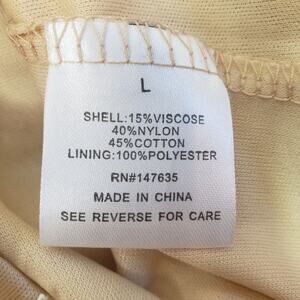 L
SHELL:15%VISCOSE
40%NYLON
45%COTTON
LINING:100%POLYESTER
RN#147635
MADE IN CHINA
SEE REVERSE FOR CARE